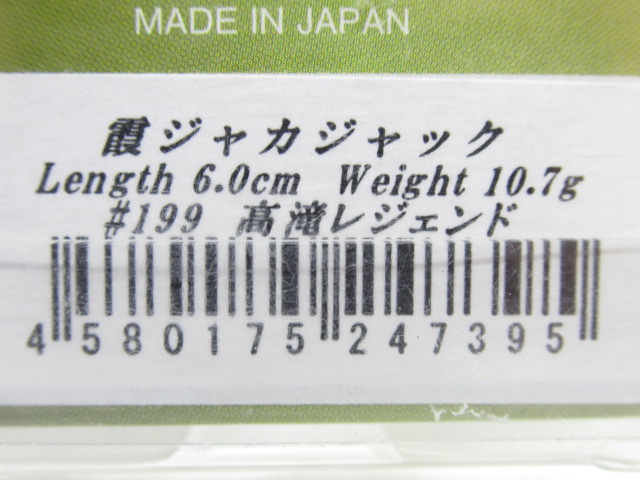 MADE IN JAPAN
霞ジャカジャック
Length 6.0cm Weight 10.7g
#199 高滝レジェンド
4 580175 247395